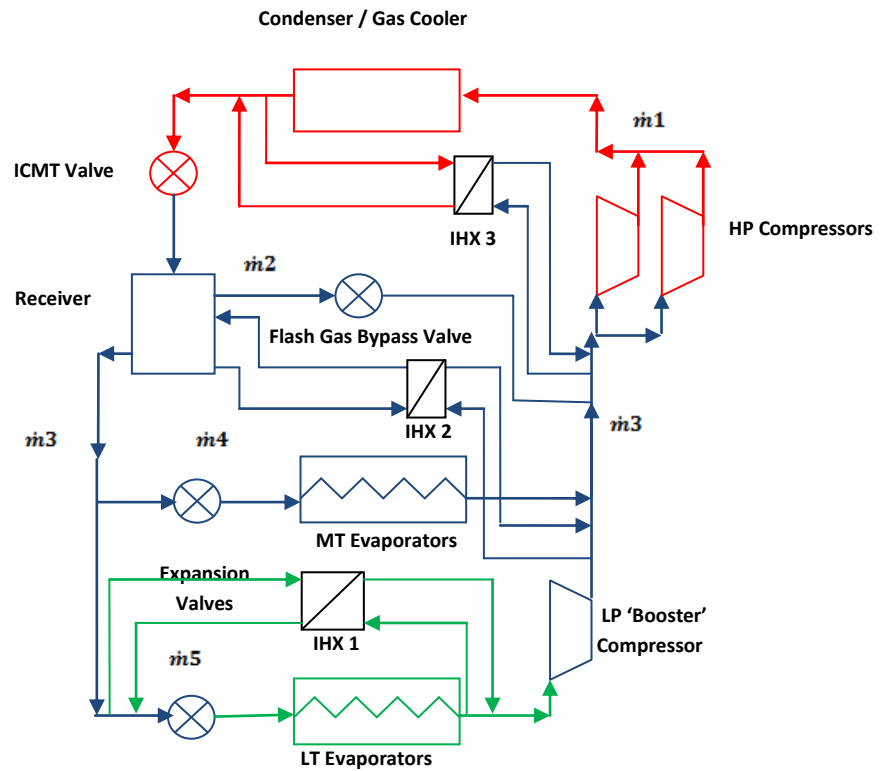 Condenser / Gas Cooler
ṁ1
ICMT Valve
IHX 3
HP Compressors
ṁ2
Receiver
Flash Gas Bypass Valve
IHX 2
ṁ3
ṁ4
ṁ3
MT Evaporators
Expansion
Valves
IHX 1
LP 'Booster'
Compressor
ṁ5
LT Evaporators